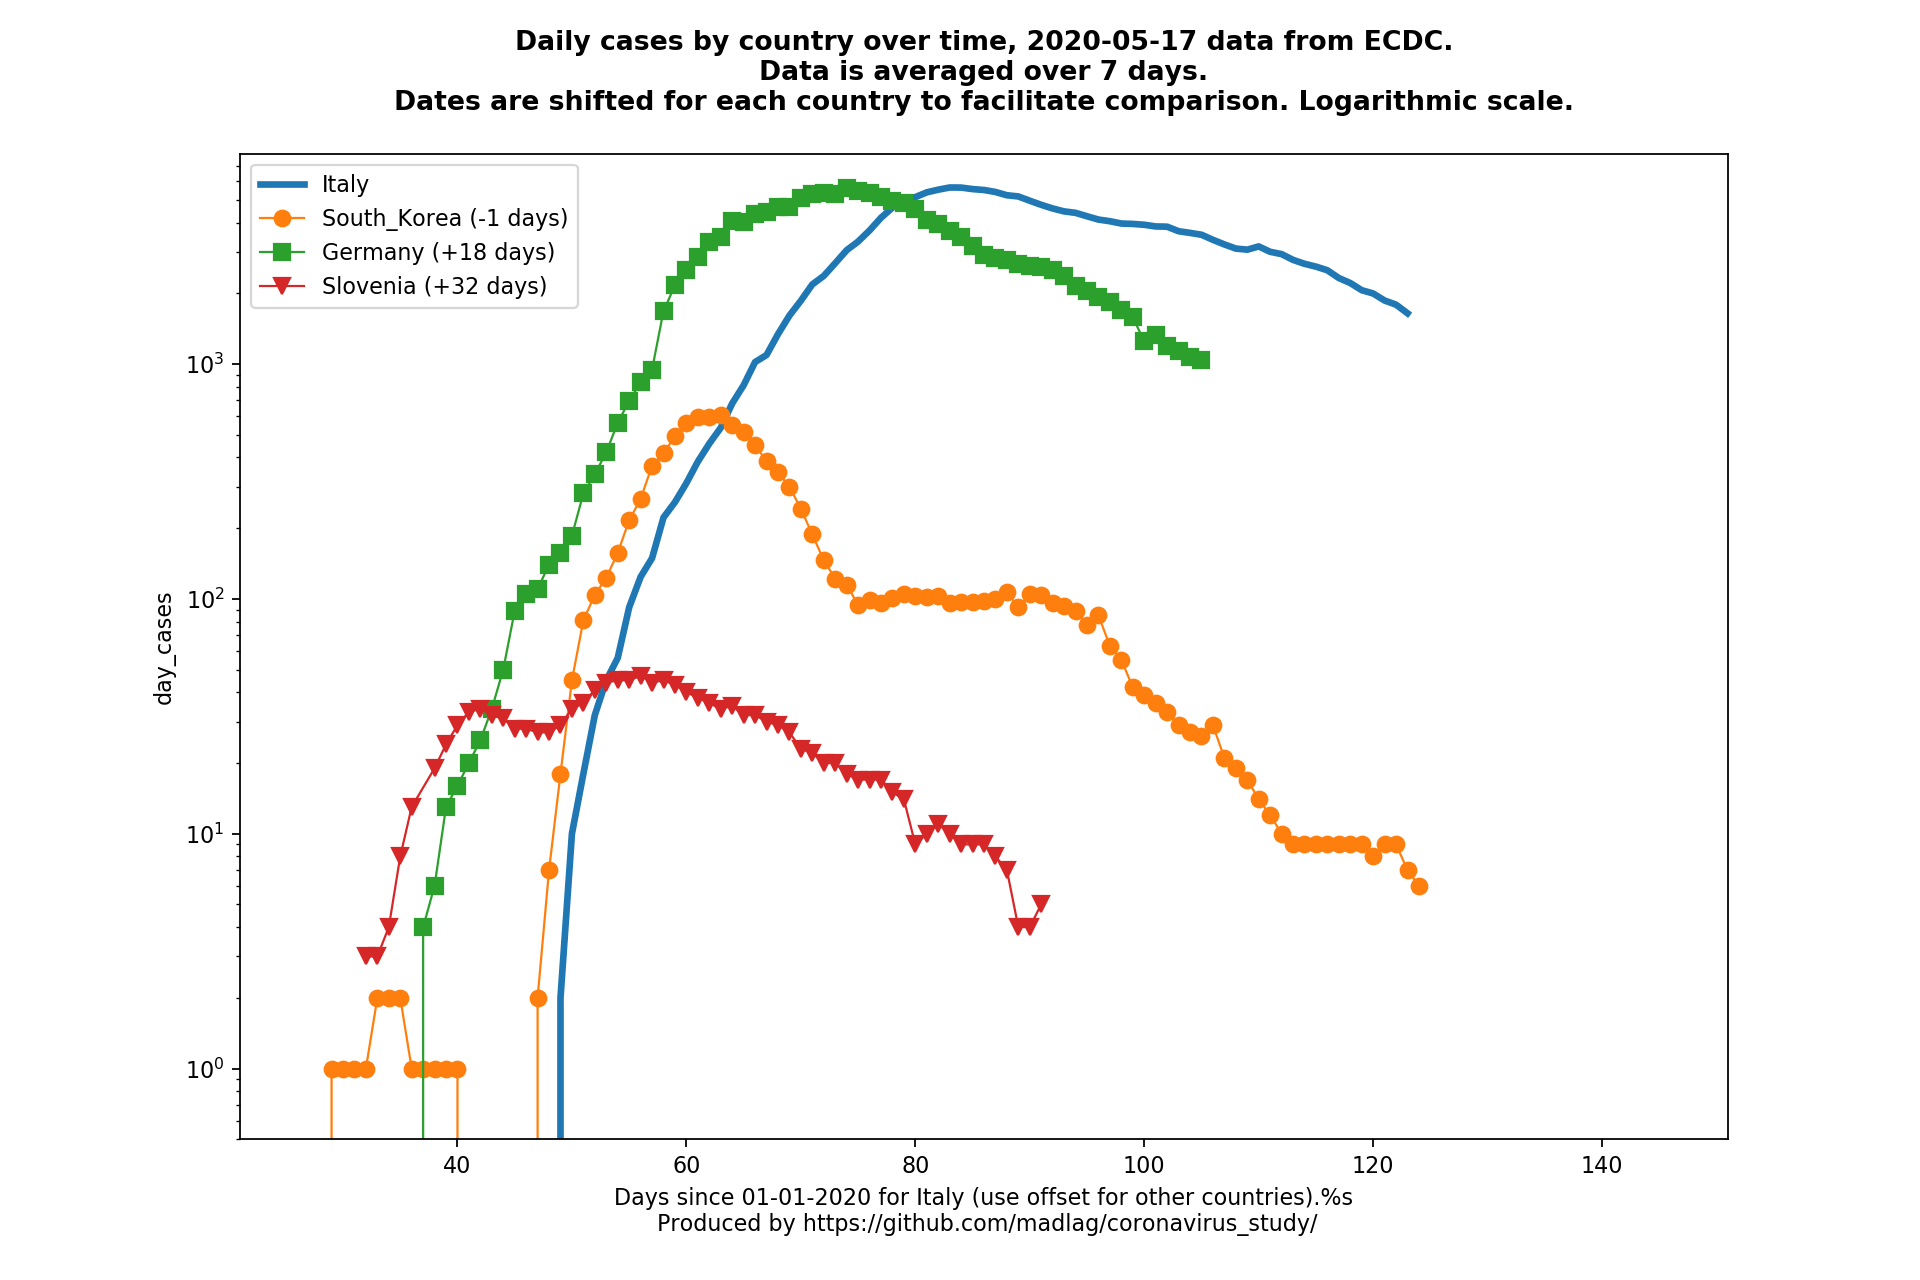 Daily cases by country over time, 2020-05-17 data from ECDC.
Data is averaged over 7 days.
Dates are shifted for each country to facilitate comparison. Logarithmic scale.
Italy
South_Korea (-1 days)
Germany (+18 days)
Slovenia (+32 days)
day_cases
10³
10²
10¹
10⁰
40 60 80 100 120 140
Days since 01-01-2020 for Italy (use offset for other countries).%s
Produced by https://github.com/madlag/coronavirus_study/